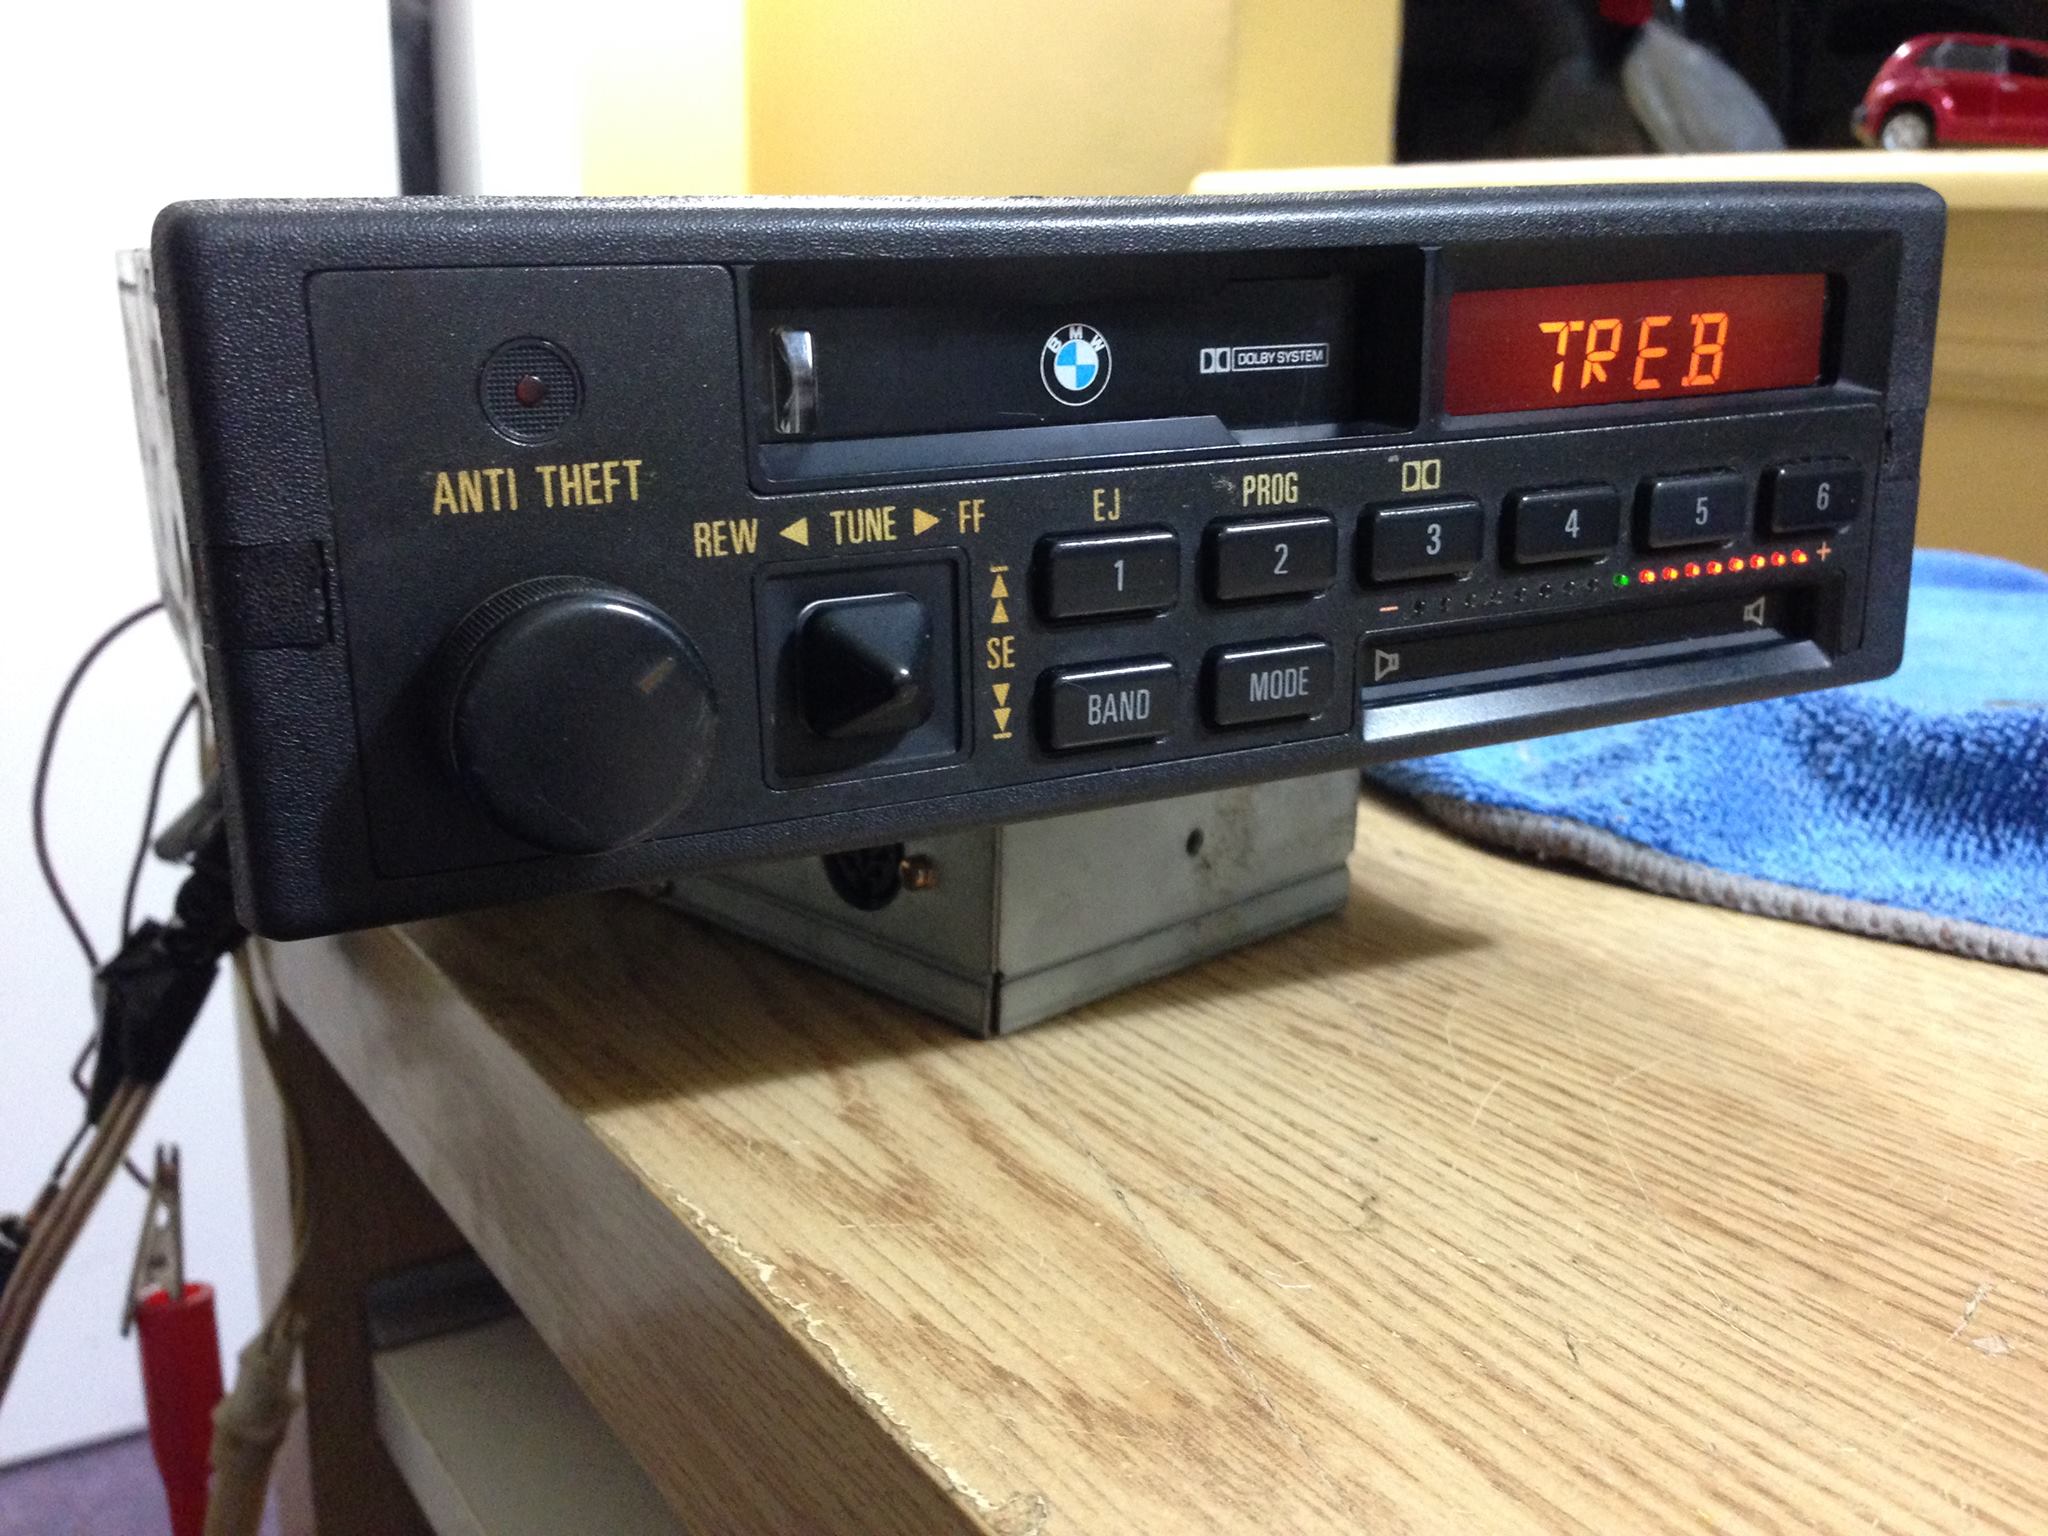 BMW
DOLBY SYSTEM
TREB
ANTI THEFT
REW ◀ TUNE ▶ FF
EJ
PROG
1
2
3
4
5
6
SE
- +
BAND
MODE